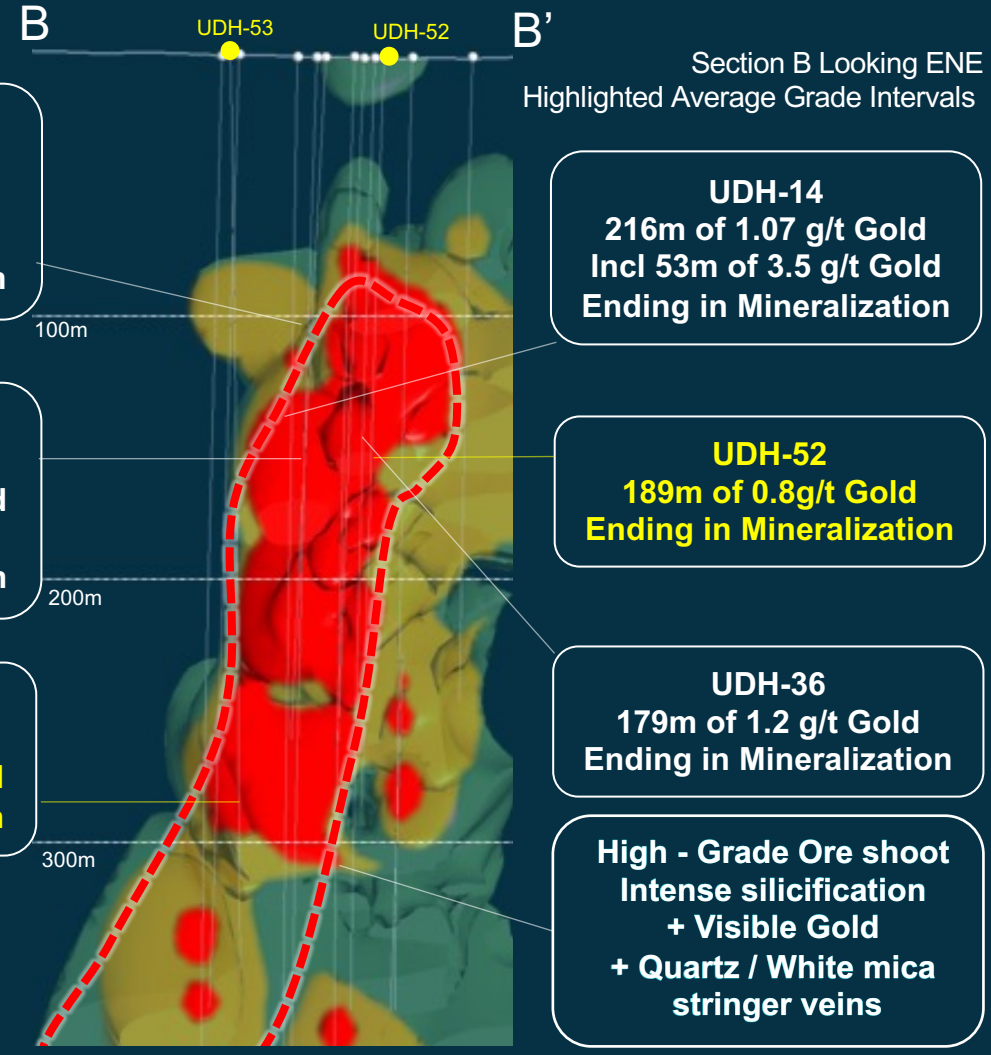 B
UDH-53
UDH-52
B’
Section B Looking ENE
Highlighted Average Grade Intervals
UDH-14
216m of 1.07 g/t Gold
Incl 53m of 3.5 g/t Gold
Ending in Mineralization
100m
UDH-52
189m of 0.8g/t Gold
Ending in Mineralization
200m
UDH-36
179m of 1.2 g/t Gold
Ending in Mineralization
300m
High - Grade Ore shoot
Intense silicification
+ Visible Gold
+ Quartz / White mica
stringer veins